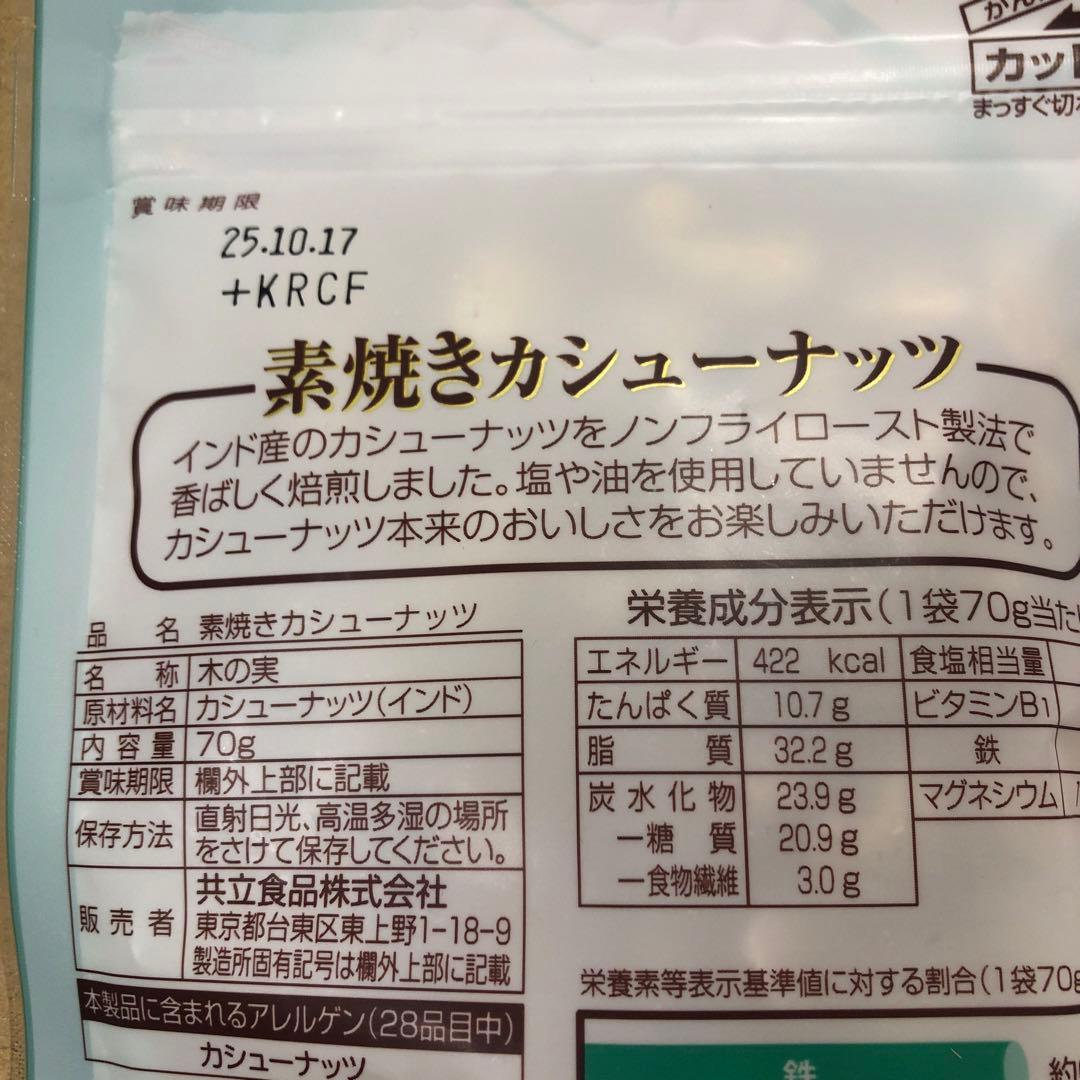 カッ
まっすぐ切
賞味期限
25.10.17
+KRCF
素焼きカシューナッツ
インド産のカシューナッツをノンフライロースト製法で
香ばしく焙煎しました。塩や油を使用していませんので、
カシューナッツ本来のおいしさをお楽しみいただけます。
品名 素焼きカシューナッツ
名称 木の実
原材料名 カシューナッツ(インド)
内容量 70g
賞味期限 欄外上部に記載
保存方法 直射日光、高温多湿の場所
をさけて保存してください。
販売者 共立食品株式会社
東京都台東区東上野1-18-9
製造所固有記号は欄外上部に記載
本製品に含まれるアレルゲン(28品目中)
カシューナッツ
栄養成分表示(1袋70g当た
エネルギー 422 kcal 食塩相当量
たんぱく質 10.7g ビタミンB1
脂質 32.2g 鉄
炭水化物 23.9g マグネシウム
ー糖質 20.9g
ー食物繊維 3.0g
栄養素等表示基準値に対する割合(1袋70g
鉄 約